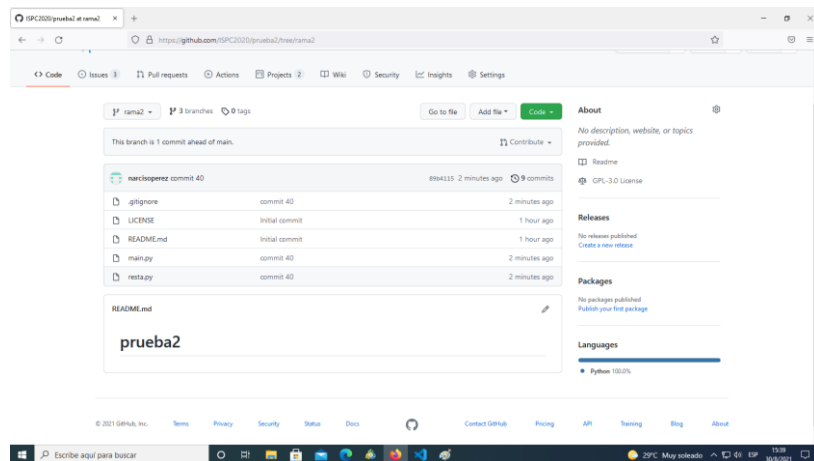 ISPC2020/prueba2 at rama2
https://github.com/ISPC2020/prueba2/tree/rama2
Code Issues 3 Pull requests Actions Projects 2 Wiki Security Insights Settings
rama2 3 branches 0 tags Go to file Add file Code
This branch is 1 commit ahead of main. Contribute
narcisoperez commit 40 2 minutes ago 9 commits
.gitignore commit 40 2 minutes ago
LICENSE Initial commit 1 hour ago
README.md Initial commit 1 hour ago
main.py commit 40 2 minutes ago
resta.py commit 40 2 minutes ago
README.md
prueba2
About
No description, website, or topics
provided.
Readme
GPL-3.0 License
Releases
No releases published
Create a new release
Packages
No packages published
Publish your first package
Languages
Python 100.0%
© 2021 GitHub, Inc. Terms Privacy Security Status Docs Contact GitHub Pricing API Training Blog About
Escribe aquí para buscar 29°C Muy soleado ESP 15:39
30/8/2021